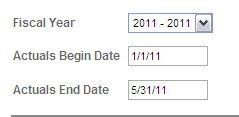 Fiscal Year 2011 - 2011
Actuals Begin Date 1/1/11
Actuals End Date 5/31/11